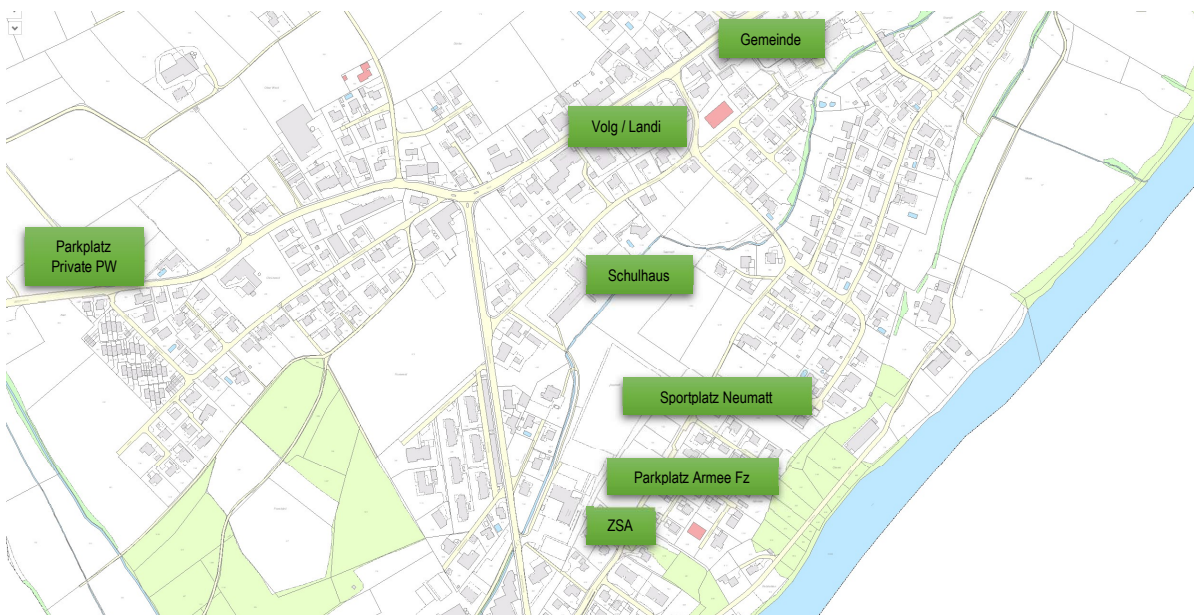 Gemeinde
Volg / Landi
Parkplatz
Private PW
Schulhaus
Sportplatz Neumatt
Parkplatz Armee Fz
ZSA